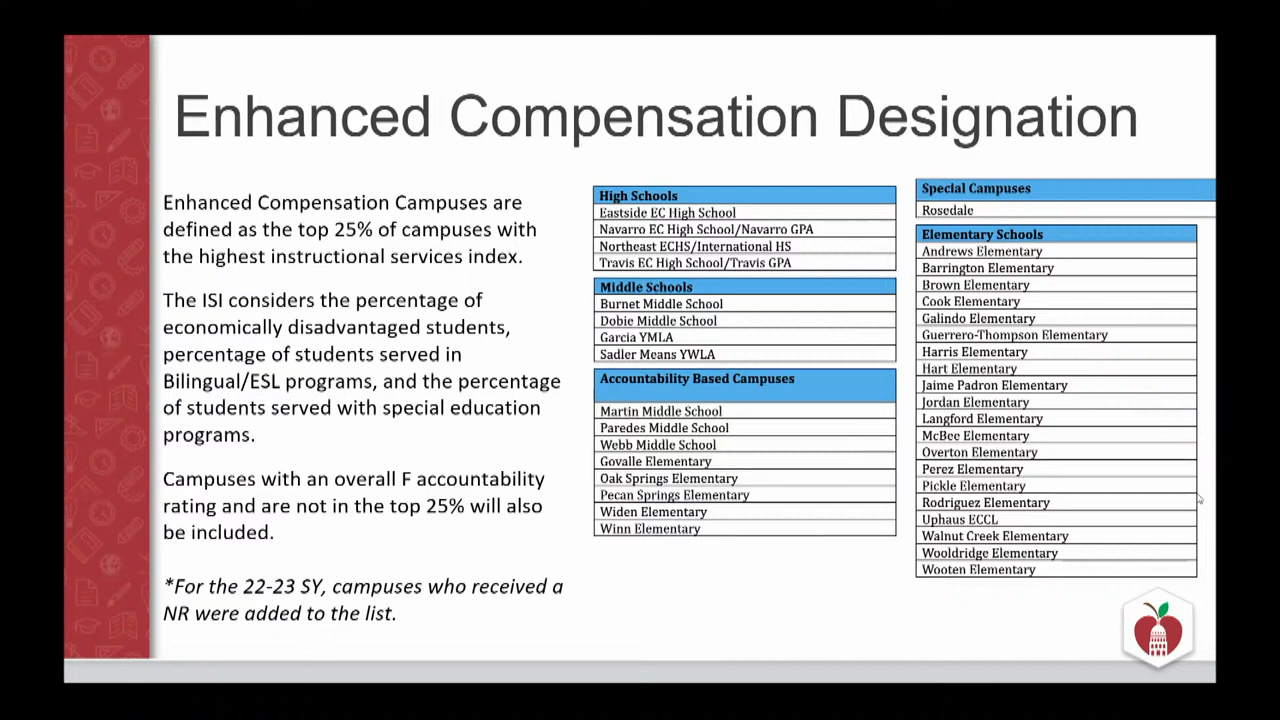 Enhanced Compensation Designation
Enhanced Compensation Campuses are
defined as the top 25% of campuses with
the highest instructional services index.
The ISI considers the percentage of
economically disadvantaged students,
percentage of students served in
Bilingual/ESL programs, and the percentage
of students served with special education
programs.
Campuses with an overall F accountability
rating and are not in the top 25% will also
be included.
*For the 22-23 SY, campuses who received a
NR were added to the list.
High Schools
Eastside EC High School
Navarro EC High School/Navarro GPA
Northeast ECHS/International HS
Travis EC High School/Travis GPA
Middle Schools
Burnet Middle School
Dobie Middle School
Garcia YMLA
Sadler Means YWLA
Accountability Based Campuses
Martin Middle School
Paredes Middle School
Webb Middle School
Govalle Elementary
Oak Springs Elementary
Pecan Springs Elementary
Widen Elementary
Winn Elementary
Special Campuses
Rosedale
Elementary Schools
Andrews Elementary
Barrington Elementary
Brown Elementary
Cook Elementary
Galindo Elementary
Guerrero-Thompson Elementary
Harris Elementary
Hart Elementary
Jaime Padron Elementary
Jordan Elementary
Langford Elementary
McBee Elementary
Overton Elementary
Perez Elementary
Pickle Elementary
Rodriguez Elementary
Uphaus ECCL
Walnut Creek Elementary
Wooldridge Elementary
Wooten Elementary